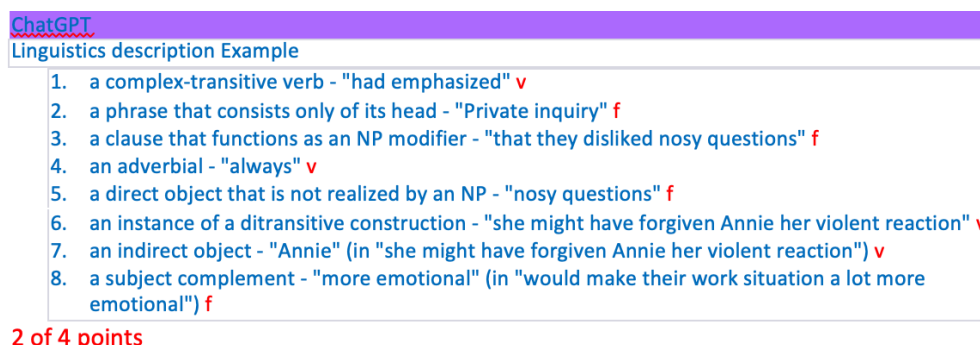 ChatGPT
Linguistics description Example
1. a complex-transitive verb - "had emphasized" v
2. a phrase that consists only of its head - "Private inquiry" f
3. a clause that functions as an NP modifier - "that they disliked nosy questions" f
4. an adverbial - "always" v
5. a direct object that is not realized by an NP - "nosy questions" f
6. an instance of a ditransitive construction - "she might have forgiven Annie her violent reaction" v
7. an indirect object - "Annie" (in "she might have forgiven Annie her violent reaction") v
8. a subject complement - "more emotional" (in "would make their work situation a lot more
emotional") f
2 of 4 points